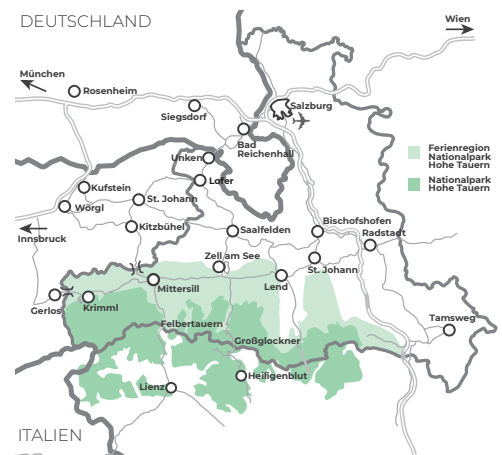 DEUTSCHLAND
Wien
München
Rosenheim
Salzburg
Siegsdorf
Bad
Reichenhall
Ferienregion
Nationalpark
Hohe Tauern
Unken
Lofer
Nationalpark
Hohe Tauern
Kufstein
St. Johann
Wörgl
Kitzbühel
Saalfelden
Bischofshofen
Radstadt
Innsbruck
Zell am See
St. Johann
Mittersill
Lend
Gerlos
Krimml
Felbertauern
Tamsweg
Großglockner
Heiligenblut
Lienz
ITALIEN